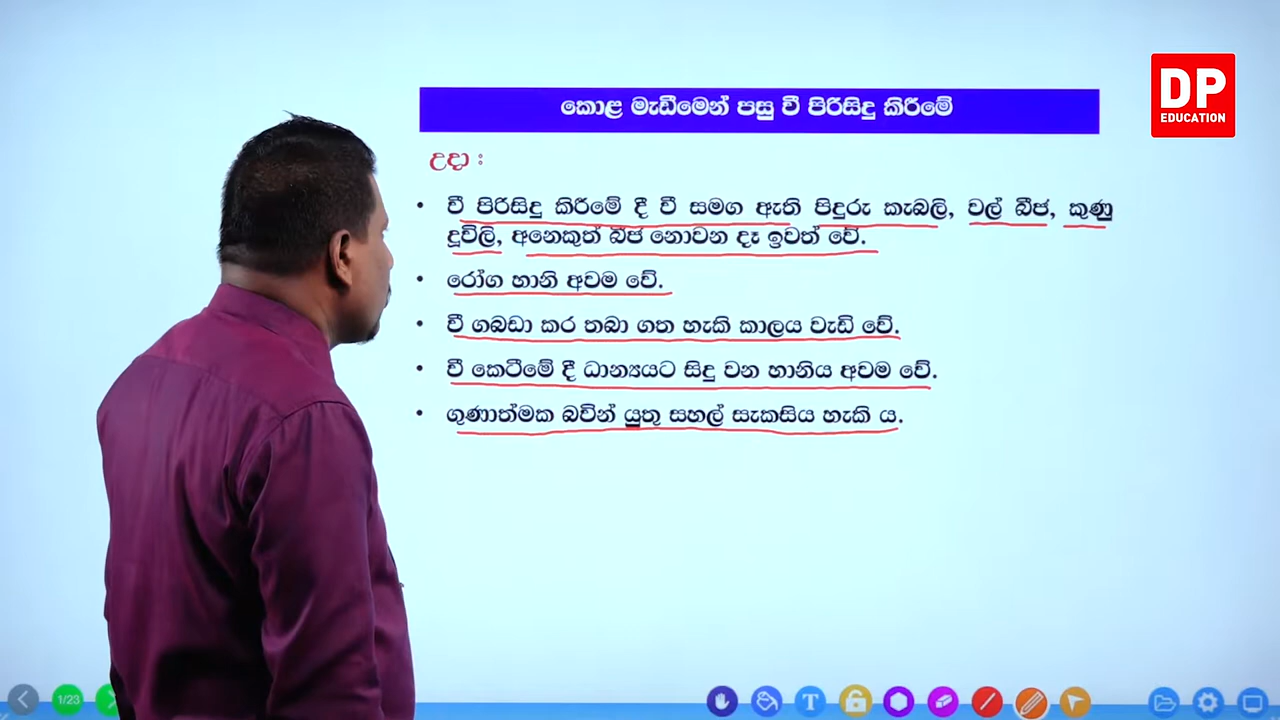 DP
EDUCATION
කොළ මැඩීමෙන් පසු වී පිරිසිදු කිරීමේ
උදා :
• වී පිරිසිදු කිරීමේ දී වී සමග ඇති පිදුරු කැබලි, වල් බීජ, කුණු
දූවිලි, අනෙකුත් බීජ නොවන දෑ ඉවත් වේ.
• රෝග හානි අවම වේ.
• වී ගබඩා කර තබා ගත හැකි කාලය වැඩි වේ.
• වී කෙටීමේ දී ධාන්‍යයට සිදු වන හානිය අවම වේ.
• ගුණාත්මක බවින් යුතු සහල් සැකසිය හැකි ය.
1/23
T